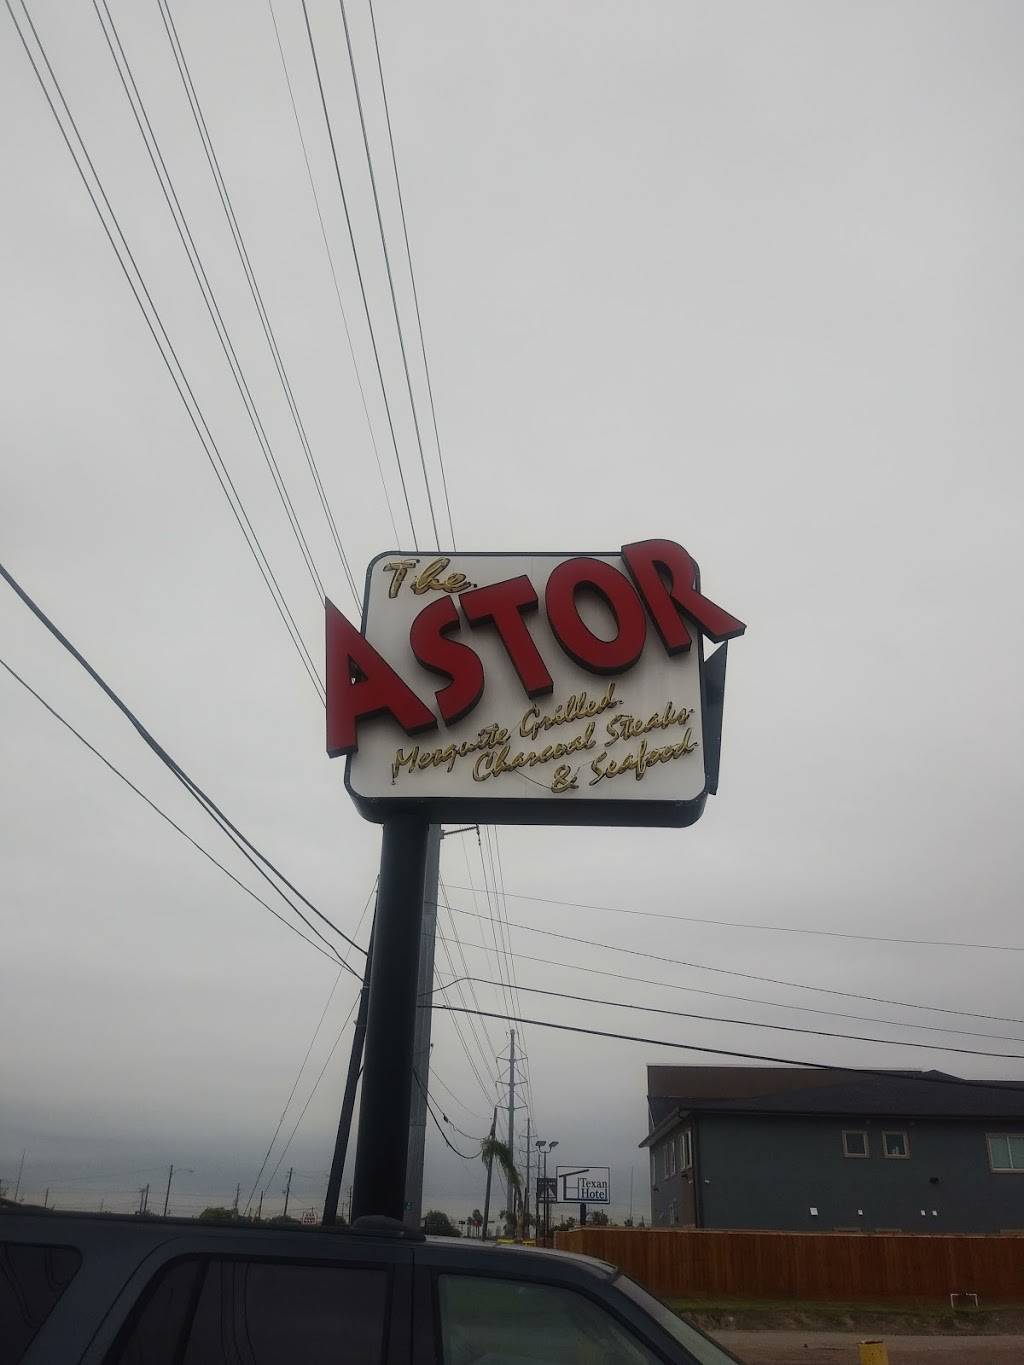 The
ASTOR
Mesquite Grilled
Charcoal Steaks
& Seafood
Texan
Hotel